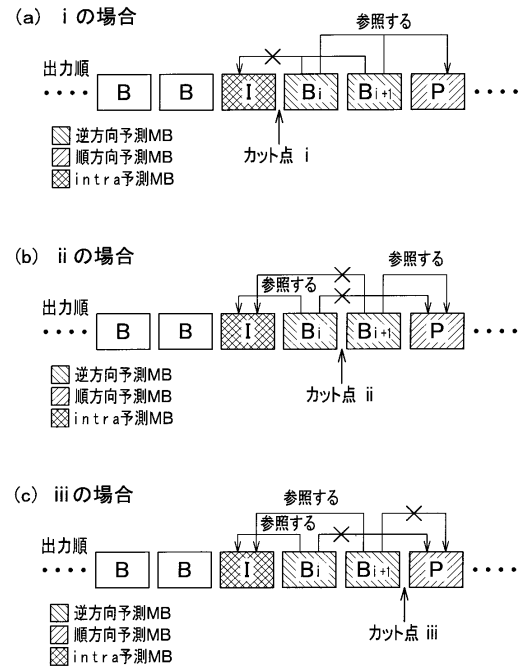 (a) iの場合
参照する
出力順
‥‥ B B I Bi Bi+1 P ‥‥
逆方向予測MB
順方向予測MB
intra予測MB
カット点 i
(b) iiの場合
参照する
参照する
出力順
‥‥ B B I Bi Bi+1 P ‥‥
逆方向予測MB
順方向予測MB
intra予測MB
カット点 ii
(c) iiiの場合
参照する
参照する
出力順
‥‥ B B I Bi Bi+1 P ‥‥
逆方向予測MB
順方向予測MB
intra予測MB
カット点 iii